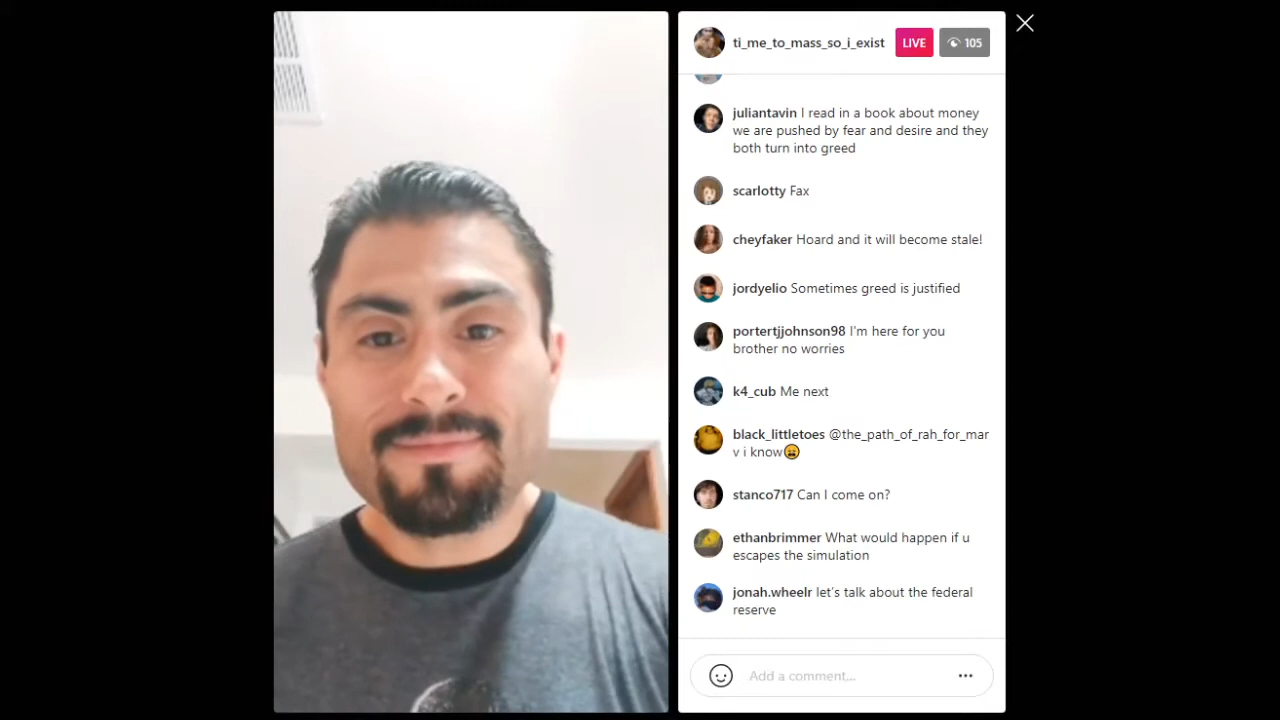 ti_me_to_mass_so_i_exist LIVE 105
juliantavin I read in a book about money
we are pushed by fear and desire and they
both turn into greed
scarlotty Fax
cheyfaker Hoard and it will become stale!
jordyelio Sometimes greed is justified
portertjjohnson98 I'm here for you
brother no worries
k4_cub Me next
black_littletoes @the_path_of_rah_for_mar
v i know😩
stanco717 Can I come on?
ethanbrimmer What would happen if u
escapes the simulation
jonah.wheelr let’s talk about the federal
reserve
Add a comment...